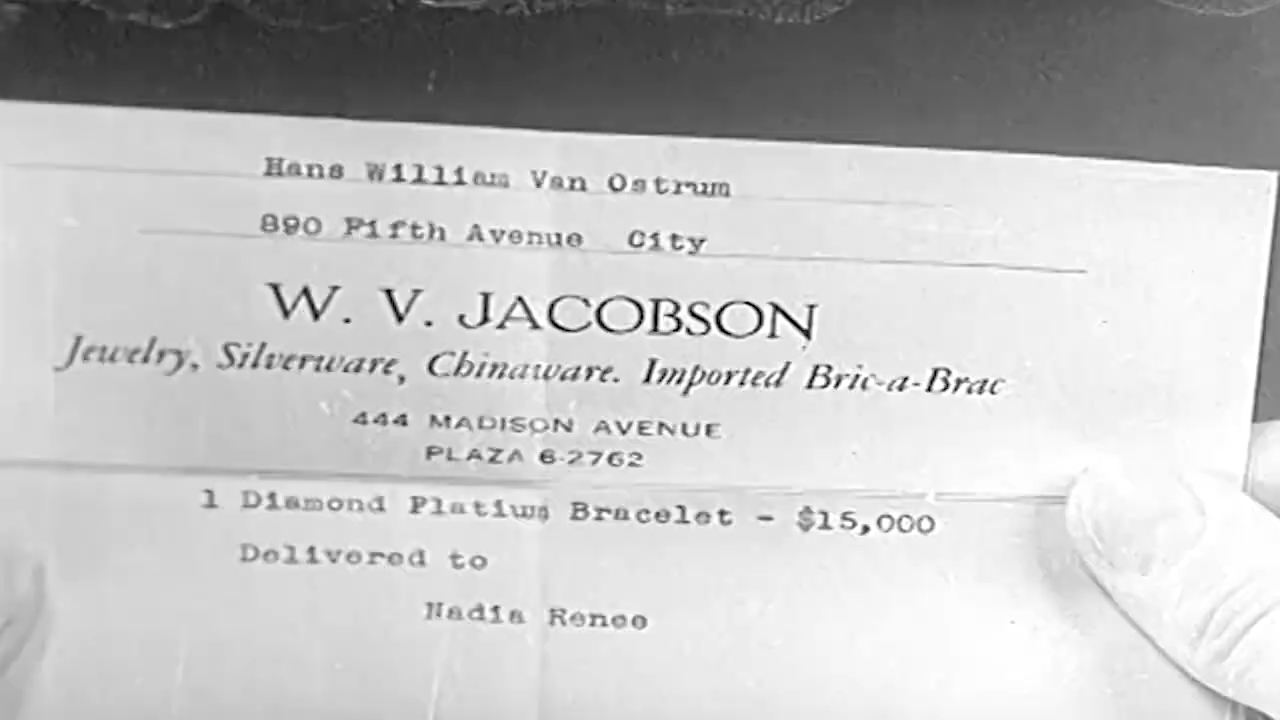 Hans William Van Ostrum
890 Fifth Avenue City
W. V. JACOBSON
Jewelry, Silverware, Chinaware. Imported Bric-a-Brac
444 MADISON AVENUE
PLAZA 6-2762
1 Diamond Bracelet - $15,000
Delivered to
Nadia Renee